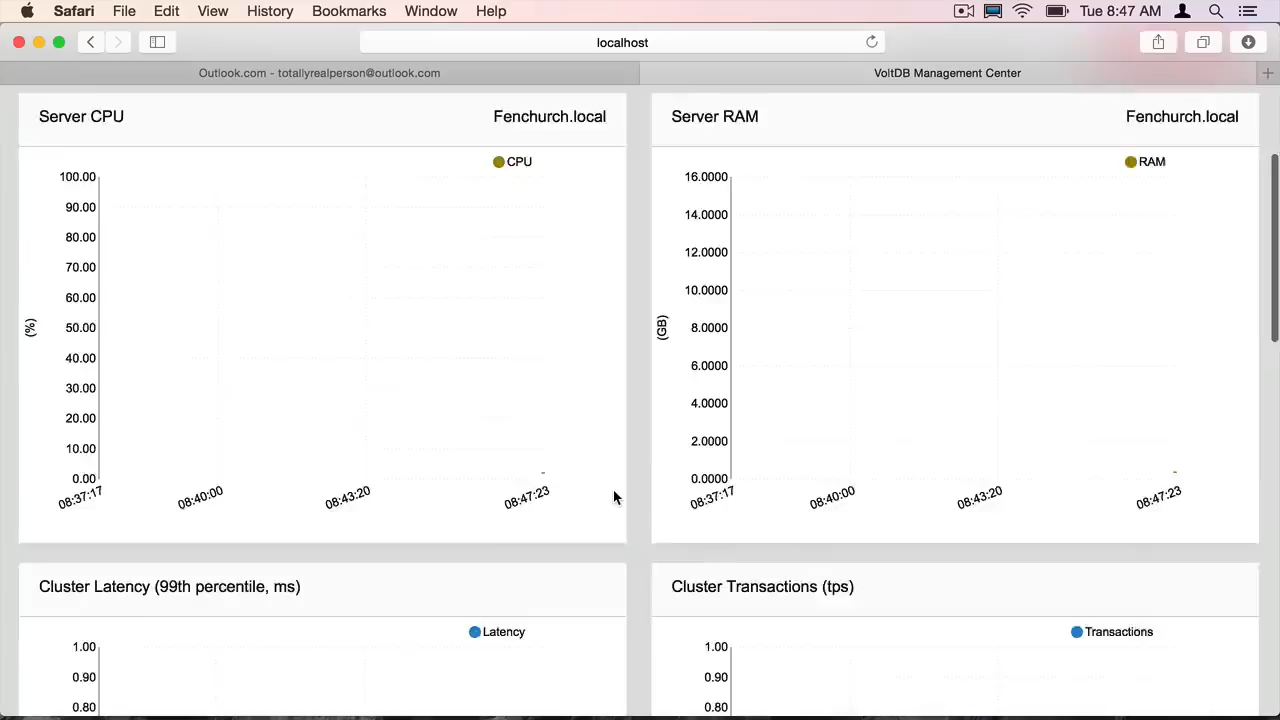 Safari File Edit View History Bookmarks Window Help Tue 8:47 AM
localhost
Outlook.com - totallyrealperson@outlook.com VoltDB Management Center
Server CPU Fenchurch.local
CPU
100.00
90.00
80.00
70.00
60.00
50.00
40.00
30.00
20.00
10.00
0.00
(%)
08:37:17 08:40:00 08:43:20 08:47:23
Server RAM Fenchurch.local
RAM
16.0000
14.0000
12.0000
10.0000
8.0000
6.0000
4.0000
2.0000
0.0000
(GB)
08:37:17 08:40:00 08:43:20 08:47:23
Cluster Latency (99th percentile, ms)
Latency
1.00
0.90
0.80
Cluster Transactions (tps)
Transactions
1.00
0.90
0.80